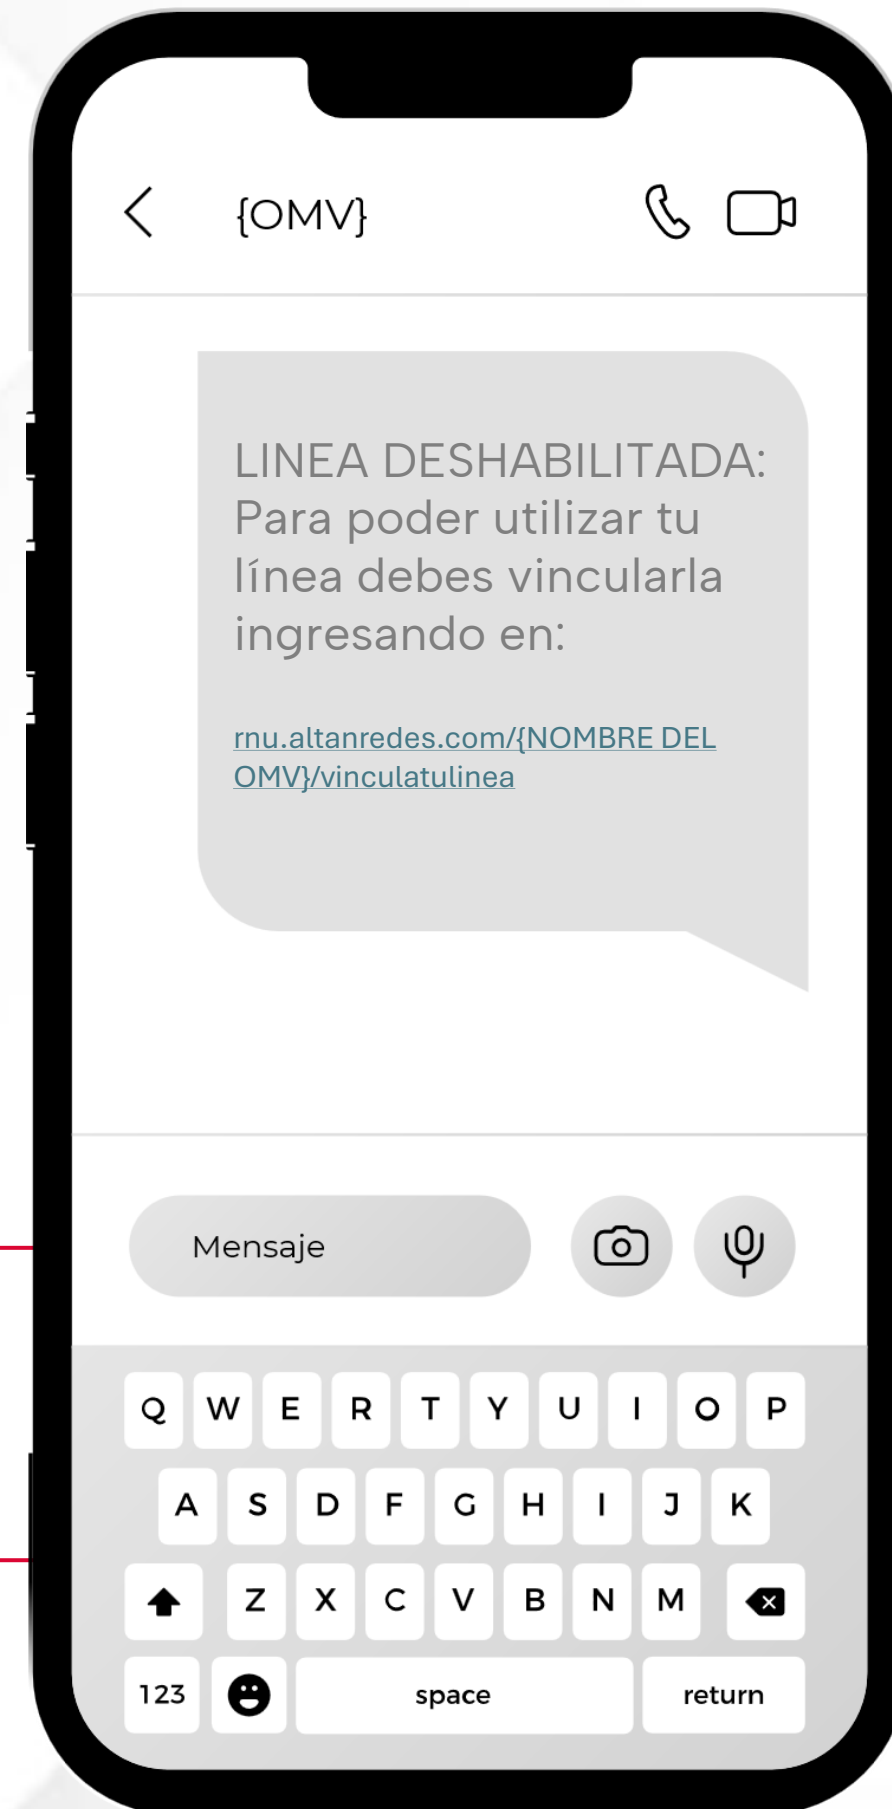 {OMV}
LINEA DESHABILITADA:
Para poder utilizar tu
línea debes vincularla
ingresando en:
rnu.altanredes.com/{NOMBRE DEL
OMV}/vinculatulinea
Mensaje
Q W E R T Y U I O P
A S D F G H I J K
Z X C V B N M
123 space return